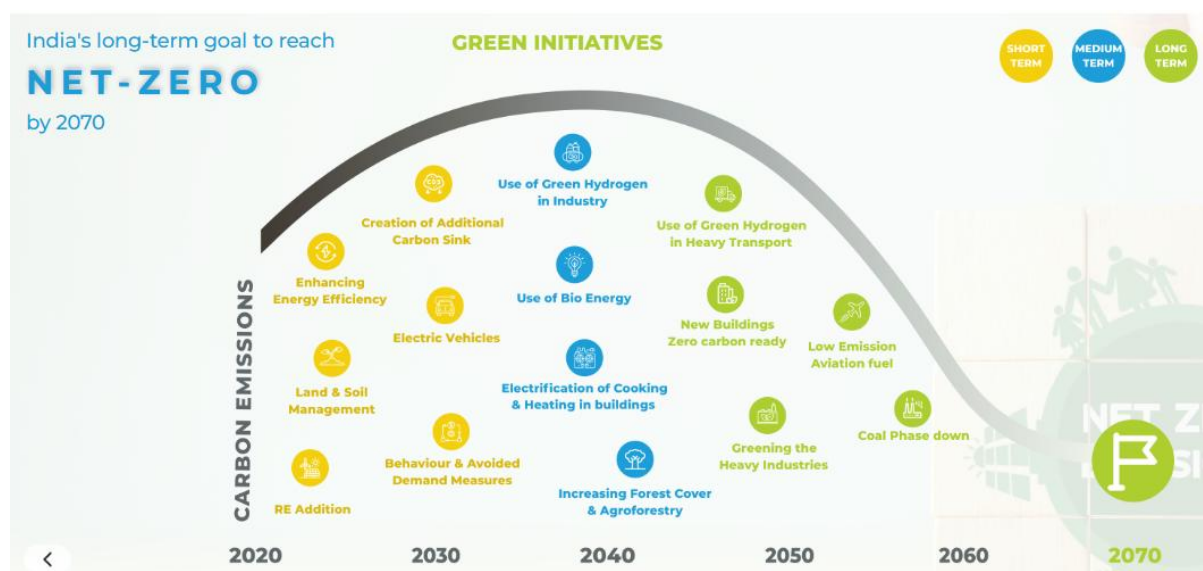 India's long-term goal to reach
NET-ZERO
by 2070
GREEN INITIATIVES
SHORT
TERM
MEDIUM
TERM
LONG
TERM
CARBON EMISSIONS
Enhancing
Energy Efficiency
Land & Soil
Management
RE Addition
Creation of Additional
Carbon Sink
Electric Vehicles
Behaviour & Avoided
Demand Measures
Use of Green Hydrogen
in Industry
Use of Bio Energy
Electrification of Cooking
& Heating in buildings
Increasing Forest Cover
& Agroforestry
Use of Green Hydrogen
in Heavy Transport
New Buildings
Zero carbon ready
Greening the
Heavy Industries
Low Emission
Aviation fuel
Coal Phase down
NET Z
2020
2030
2040
2050
2060
2070